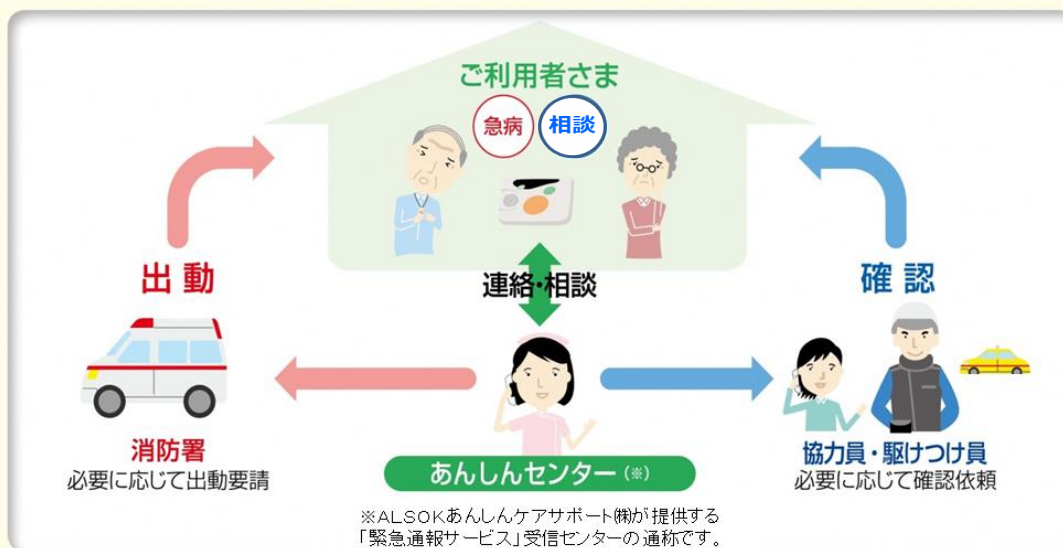 ご利用者さま
急病
相談
出動
連絡・相談
確認
消防署
必要に応じて出動要請
あんしんセンター(※)
協力員・駆けつけ員
必要に応じて確認依頼
※ALSOKあんしんケアサポート㈱が提供する
「緊急通報サービス」受信センターの通称です。